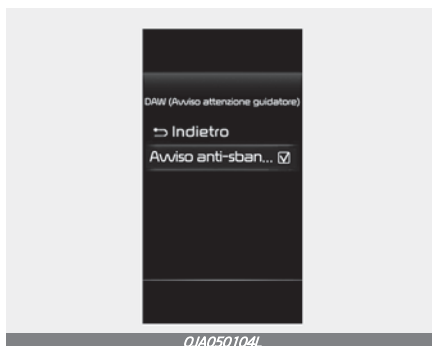 DAW (Avviso attenzione guidatore)
Indietro
Avviso anti-sban...
OJA050104L